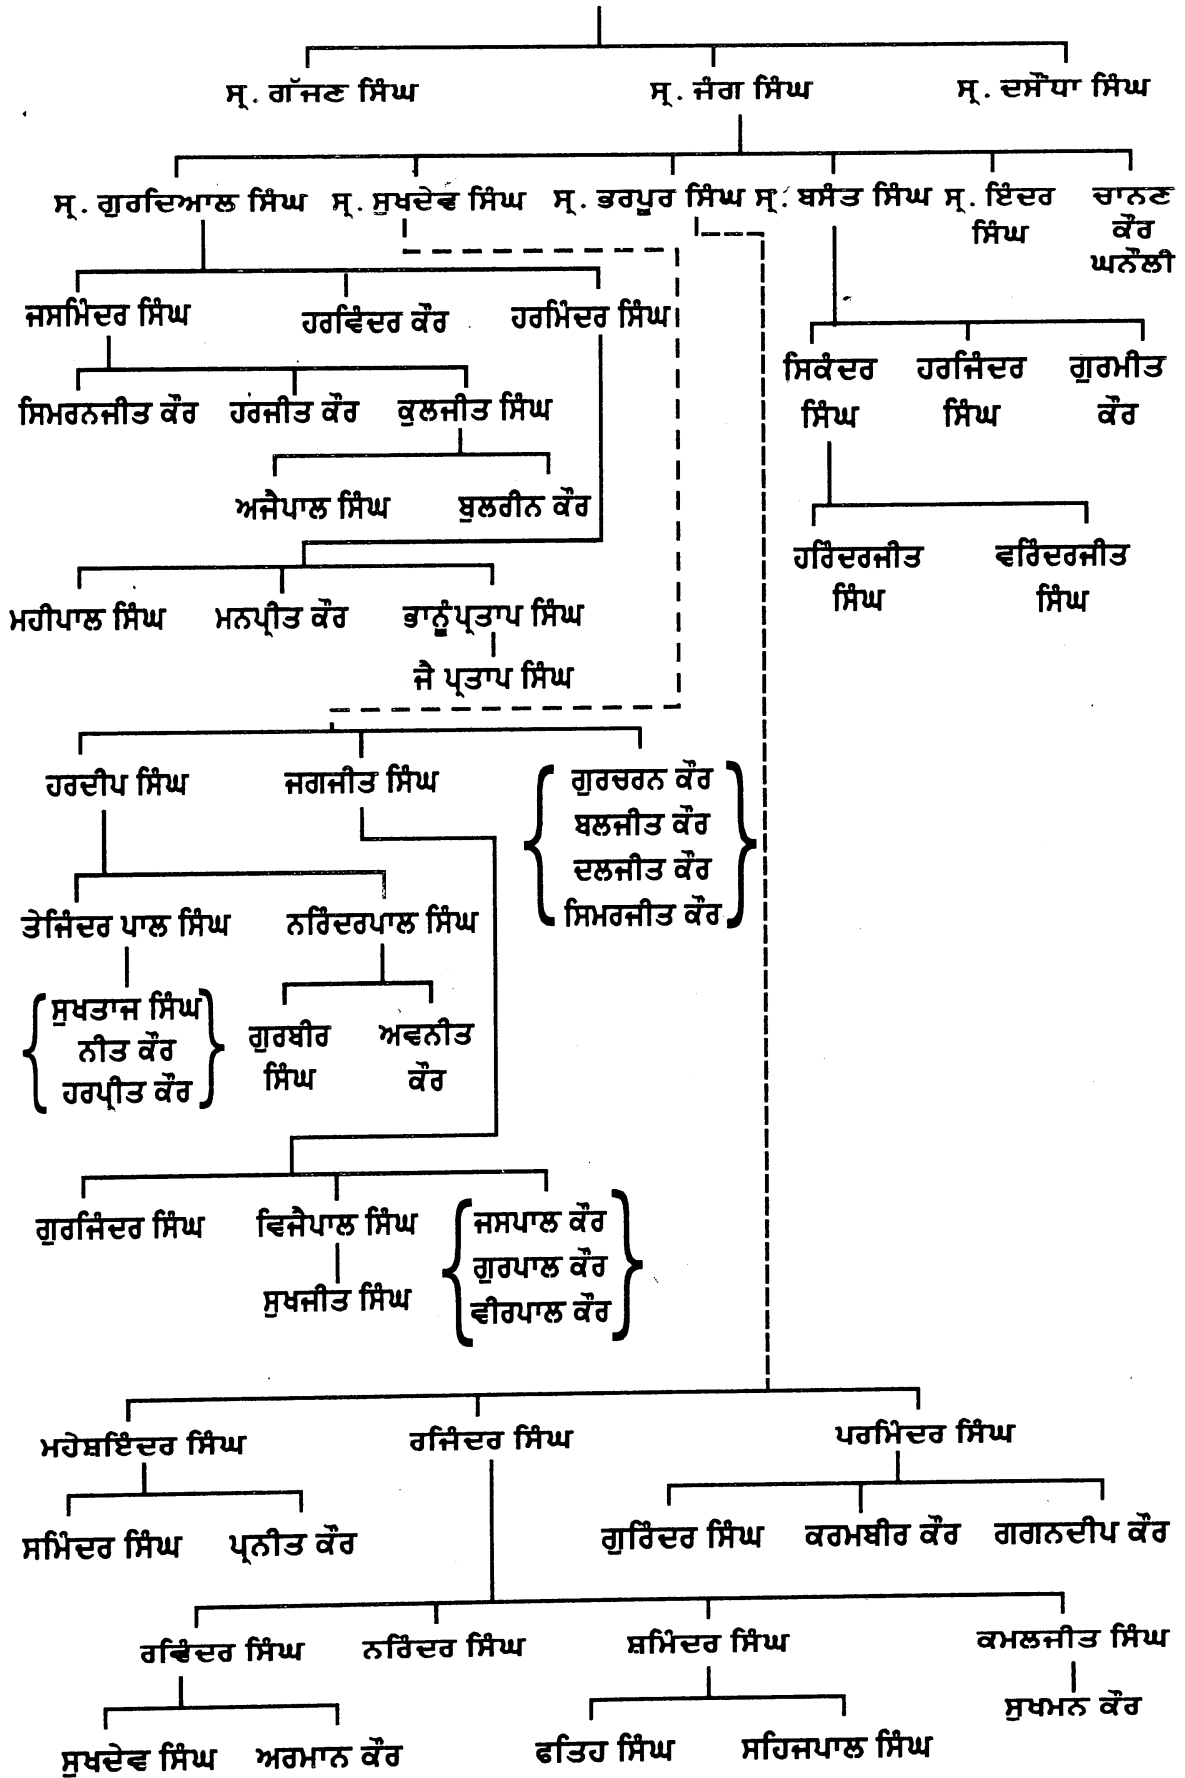 ਸ੍ਰ. ਗੱਜਣ ਸਿੰਘ ਸ੍ਰ. ਜੰਗ ਸਿੰਘ ਸ੍ਰ. ਦਸੌਂਧਾ ਸਿੰਘ
ਸ੍ਰ. ਗੁਰਦਿਆਲ ਸਿੰਘ ਸ੍ਰ. ਸੁਖਦੇਵ ਸਿੰਘ ਸ੍ਰ. ਭਰਪੂਰ ਸਿੰਘ ਸ੍ਰ. ਬਸੰਤ ਸਿੰਘ ਸ੍ਰ. ਇੰਦਰ ਚਾਨਣ
ਸਿੰਘ ਕੌਰ
ਘਨੌਲੀ
ਜਸਮਿੰਦਰ ਸਿੰਘ ਹਰਵਿੰਦਰ ਕੌਰ ਹਰਮਿੰਦਰ ਸਿੰਘ
ਸਿਕੰਦਰ ਹਰਜਿੰਦਰ ਗੁਰਮੀਤ
ਸਿੰਘ ਸਿੰਘ ਕੌਰ
ਸਿਮਰਨਜੀਤ ਕੌਰ ਹਰਜੀਤ ਕੌਰ ਕੁਲਜੀਤ ਸਿੰਘ
ਅਜੈਪਾਲ ਸਿੰਘ ਬੁਲਰੀਨ ਕੌਰ
ਹਰਿੰਦਰਜੀਤ ਵਰਿੰਦਰਜੀਤ
ਸਿੰਘ ਸਿੰਘ
ਮਹੀਪਾਲ ਸਿੰਘ ਮਨਪ੍ਰੀਤ ਕੌਰ ਭਾਨੂੰਪ੍ਰਤਾਪ ਸਿੰਘ
ਜੈ ਪ੍ਰਤਾਪ ਸਿੰਘ
ਹਰਦੀਪ ਸਿੰਘ ਜਗਜੀਤ ਸਿੰਘ ਗੁਰਚਰਨ ਕੌਰ
ਬਲਜੀਤ ਕੌਰ
ਦਲਜੀਤ ਕੌਰ
ਸਿਮਰਜੀਤ ਕੌਰ
ਤੇਜਿੰਦਰ ਪਾਲ ਸਿੰਘ ਨਰਿੰਦਰਪਾਲ ਸਿੰਘ
ਸੁਖਤਾਜ ਸਿੰਘ
ਨੀਤ ਕੌਰ
ਹਰਪ੍ਰੀਤ ਕੌਰ
ਗੁਰਬੀਰ ਅਵਨੀਤ
ਸਿੰਘ ਕੌਰ
ਗੁਰਜਿੰਦਰ ਸਿੰਘ ਵਿਜੈਪਾਲ ਸਿੰਘ ਜਸਪਾਲ ਕੌਰ
ਗੁਰਪਾਲ ਕੌਰ
ਸੁਖਜੀਤ ਸਿੰਘ ਵੀਰਪਾਲ ਕੌਰ
ਮਹੇਸ਼ਇੰਦਰ ਸਿੰਘ ਰਜਿੰਦਰ ਸਿੰਘ ਪਰਮਿੰਦਰ ਸਿੰਘ
ਸਮਿੰਦਰ ਸਿੰਘ ਪ੍ਰਨੀਤ ਕੌਰ ਗੁਰਿੰਦਰ ਸਿੰਘ ਕਰਮਬੀਰ ਕੌਰ ਗਗਨਦੀਪ ਕੌਰ
ਰਵਿੰਦਰ ਸਿੰਘ ਨਰਿੰਦਰ ਸਿੰਘ ਸ਼ਮਿੰਦਰ ਸਿੰਘ ਕਮਲਜੀਤ ਸਿੰਘ
ਸੁਖਮਨ ਕੌਰ
ਸੁਖਦੇਵ ਸਿੰਘ ਅਰਮਾਨ ਕੌਰ ਫਤਿਹ ਸਿੰਘ ਸਹਿਜਪਾਲ ਸਿੰਘ